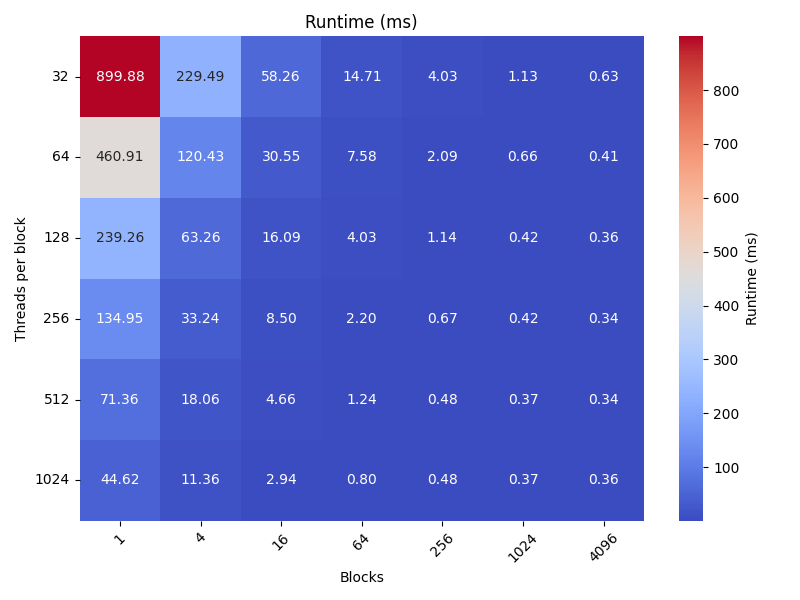 Runtime (ms)
Threads per block
32 899.88 229.49 58.26 14.71 4.03 1.13 0.63
64 460.91 120.43 30.55 7.58 2.09 0.66 0.41
128 239.26 63.26 16.09 4.03 1.14 0.42 0.36
256 134.95 33.24 8.50 2.20 0.67 0.42 0.34
512 71.36 18.06 4.66 1.24 0.48 0.37 0.34
1024 44.62 11.36 2.94 0.80 0.48 0.37 0.36
1 4 16 64 256 1024 4096
Blocks
800
700
600
500
400
300
200
100
Runtime (ms)